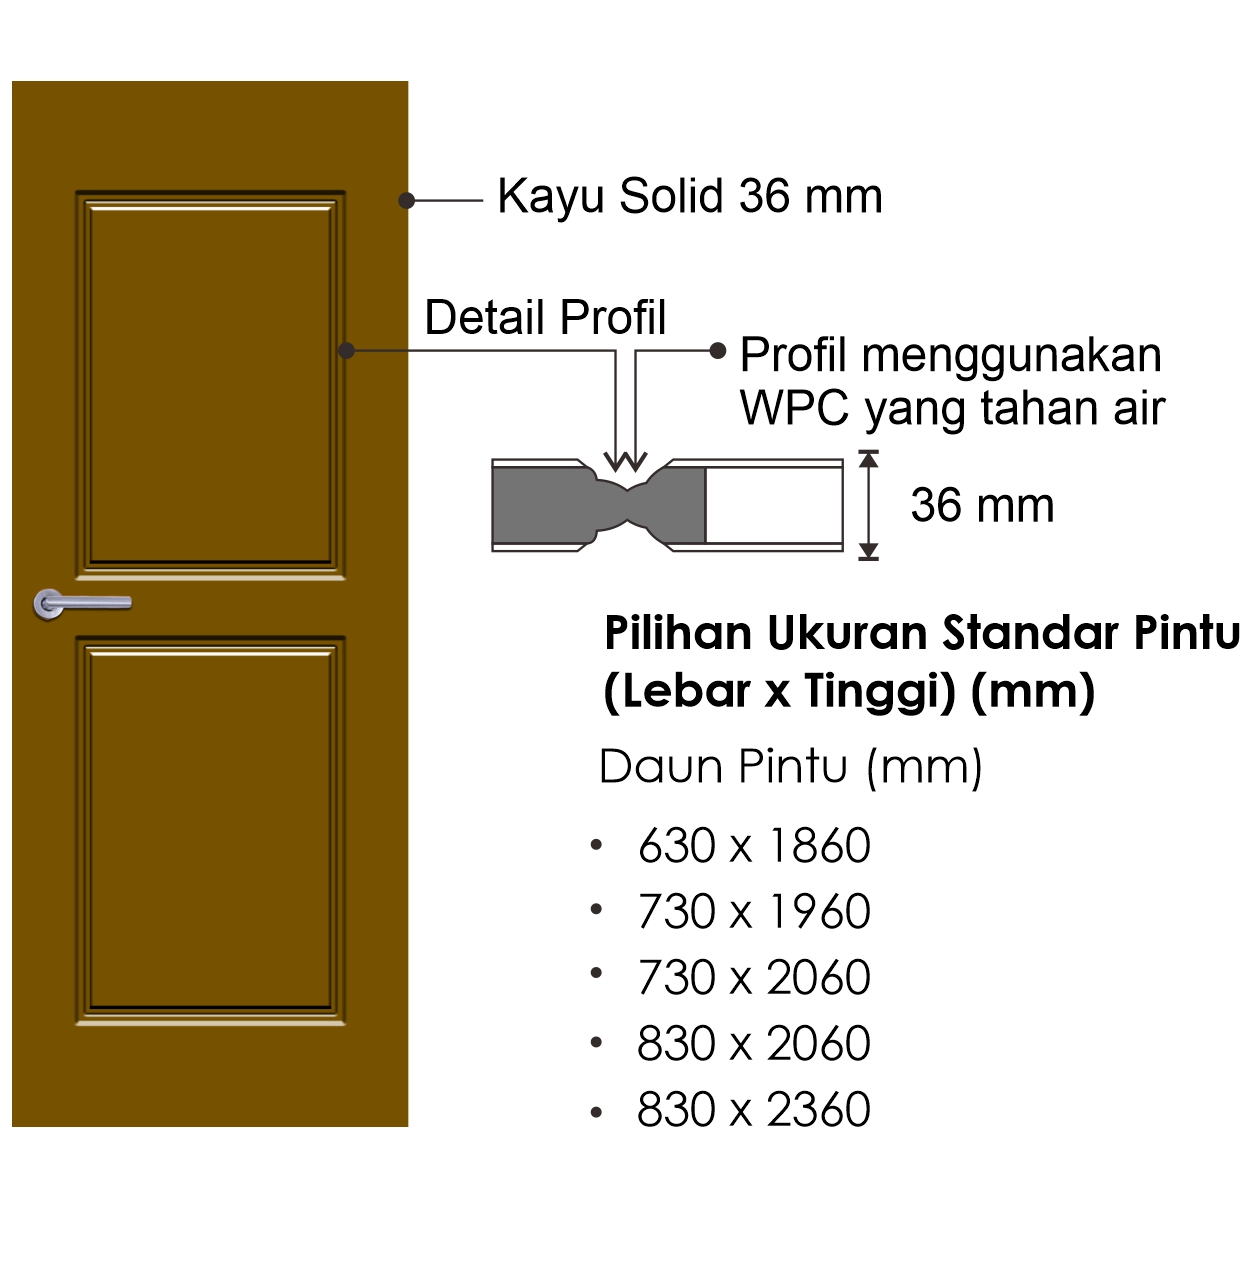 Kayu Solid 36 mm
Detail Profil
Profil menggunakan
WPC yang tahan air
36 mm
Pilihan Ukuran Standar Pintu
(Lebar x Tinggi) (mm)
Daun Pintu (mm)
• 630 x 1860
• 730 x 1960
• 730 x 2060
• 830 x 2060
• 830 x 2360